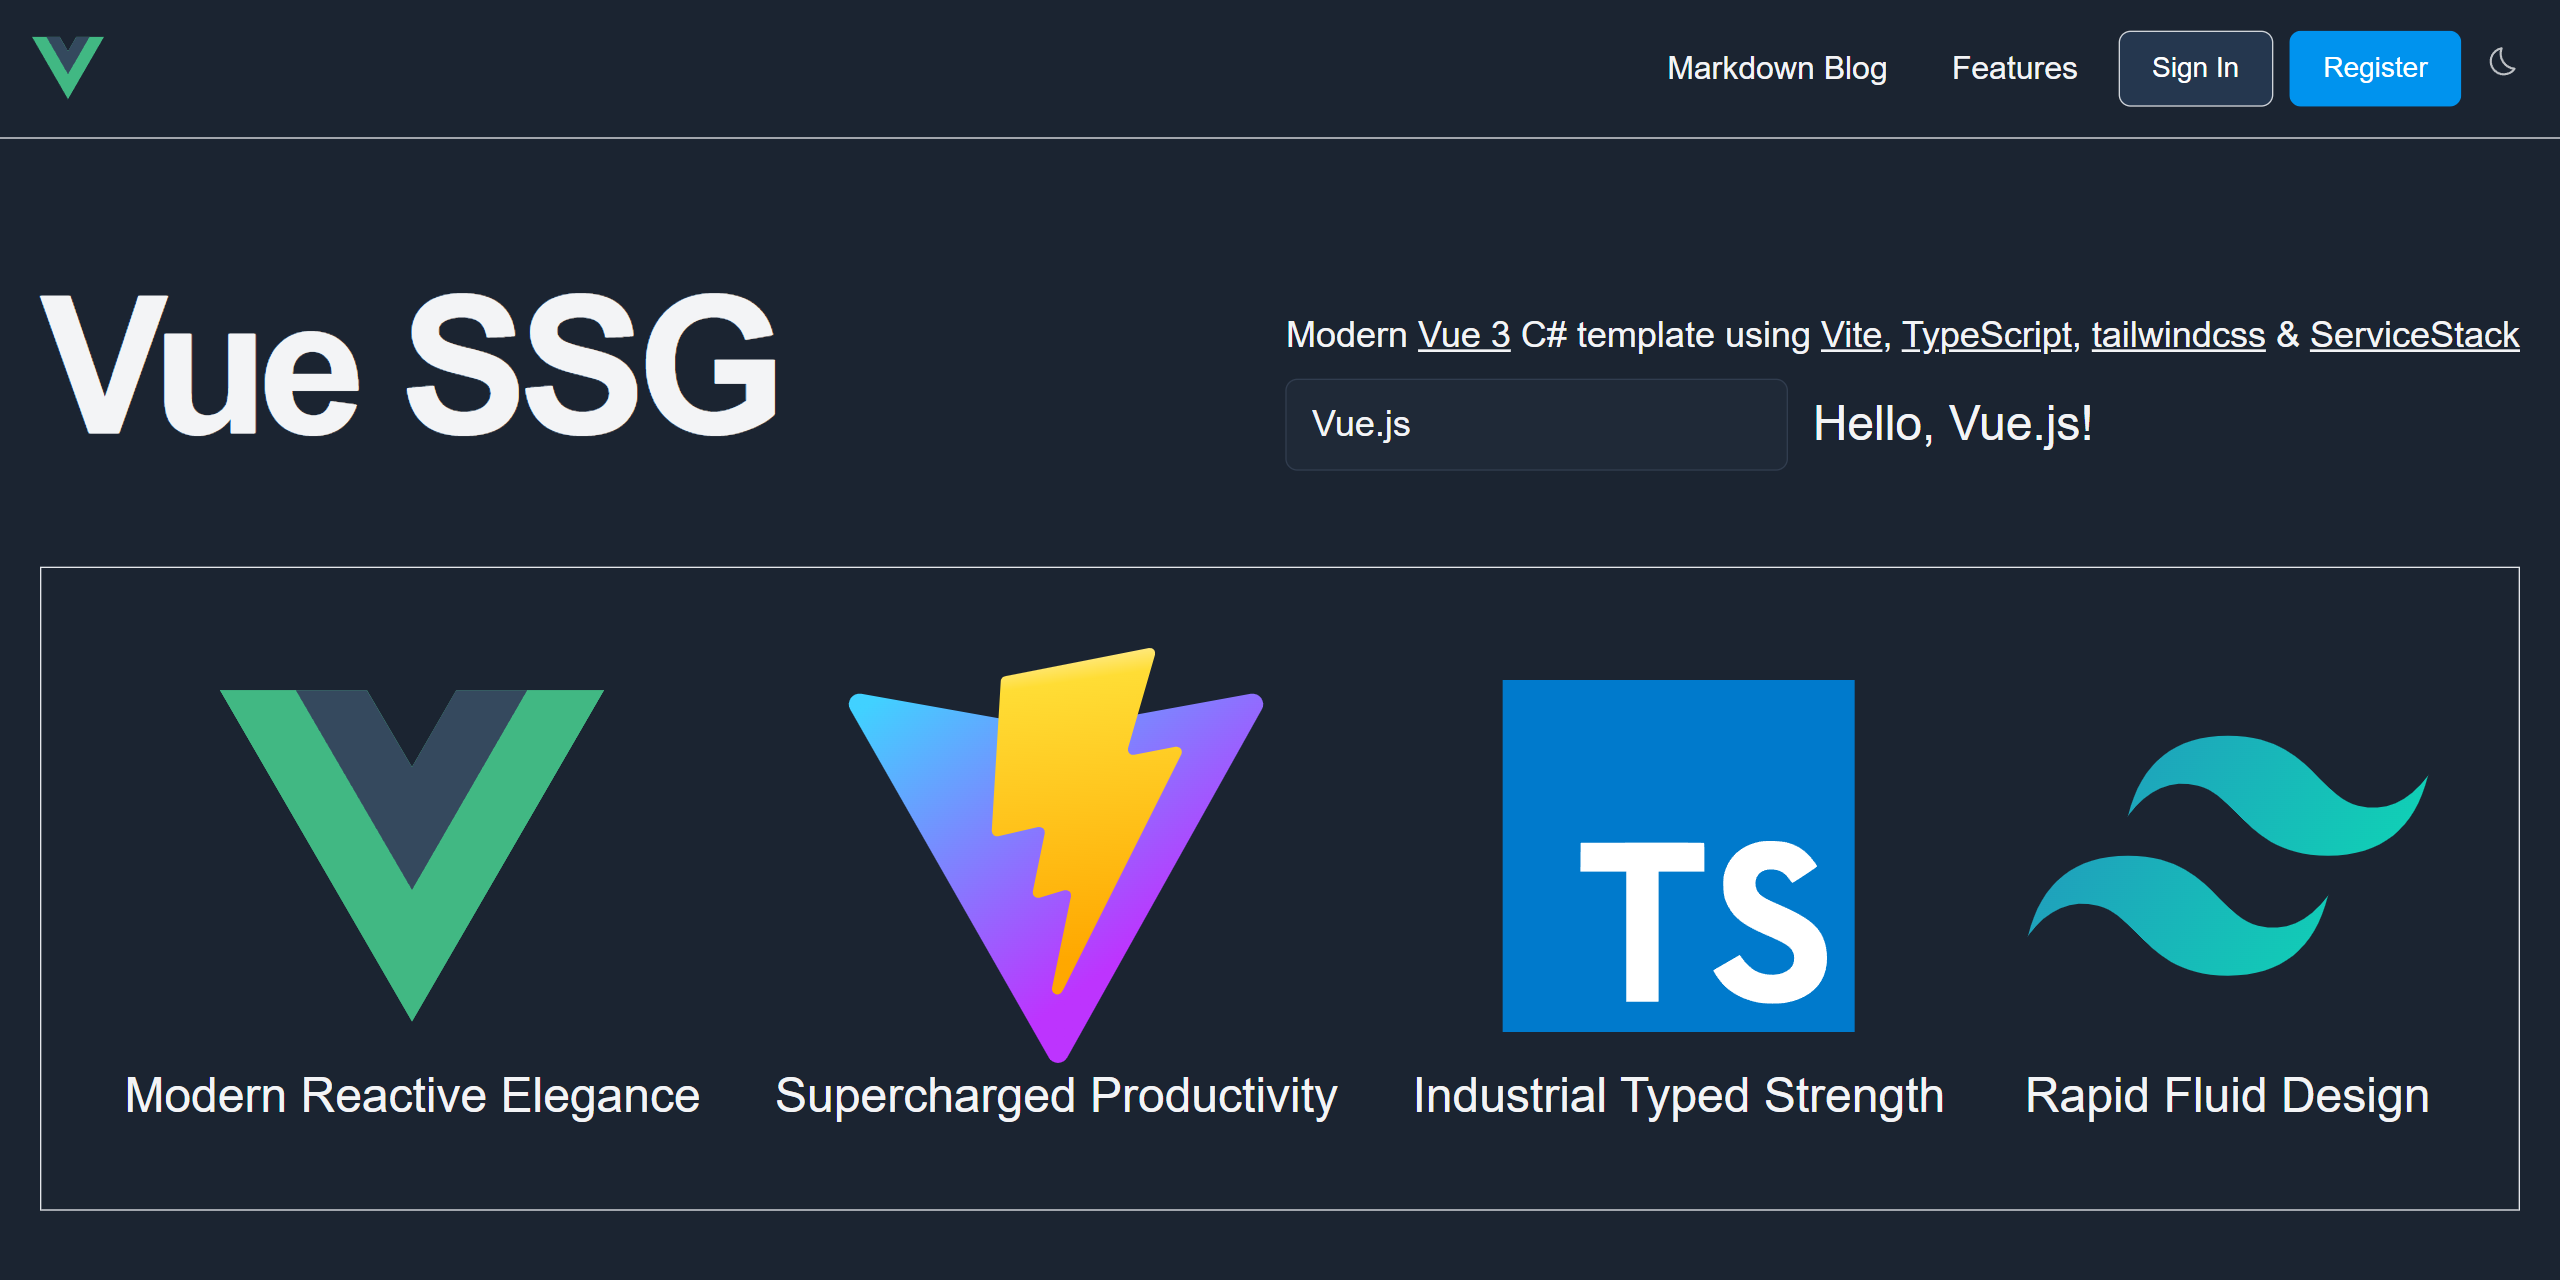 Markdown Blog Features Sign In Register
Vue SSG
Modern Vue 3 C# template using Vite, TypeScript, tailwindcss & ServiceStack
Vue.js Hello, Vue.js!
TS
Modern Reactive Elegance Supercharged Productivity Industrial Typed Strength Rapid Fluid Design